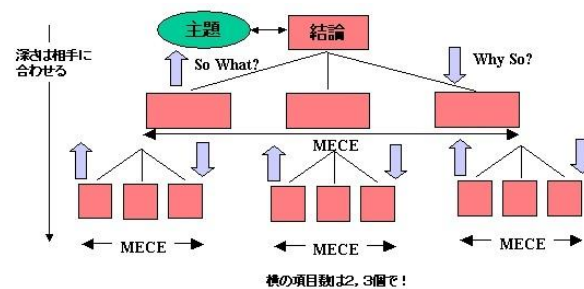 主題
結論
深さは相手に
合わせる
So What?
Why So?
MECE
MECE
MECE
MECE
横の項目数は2，3個で！